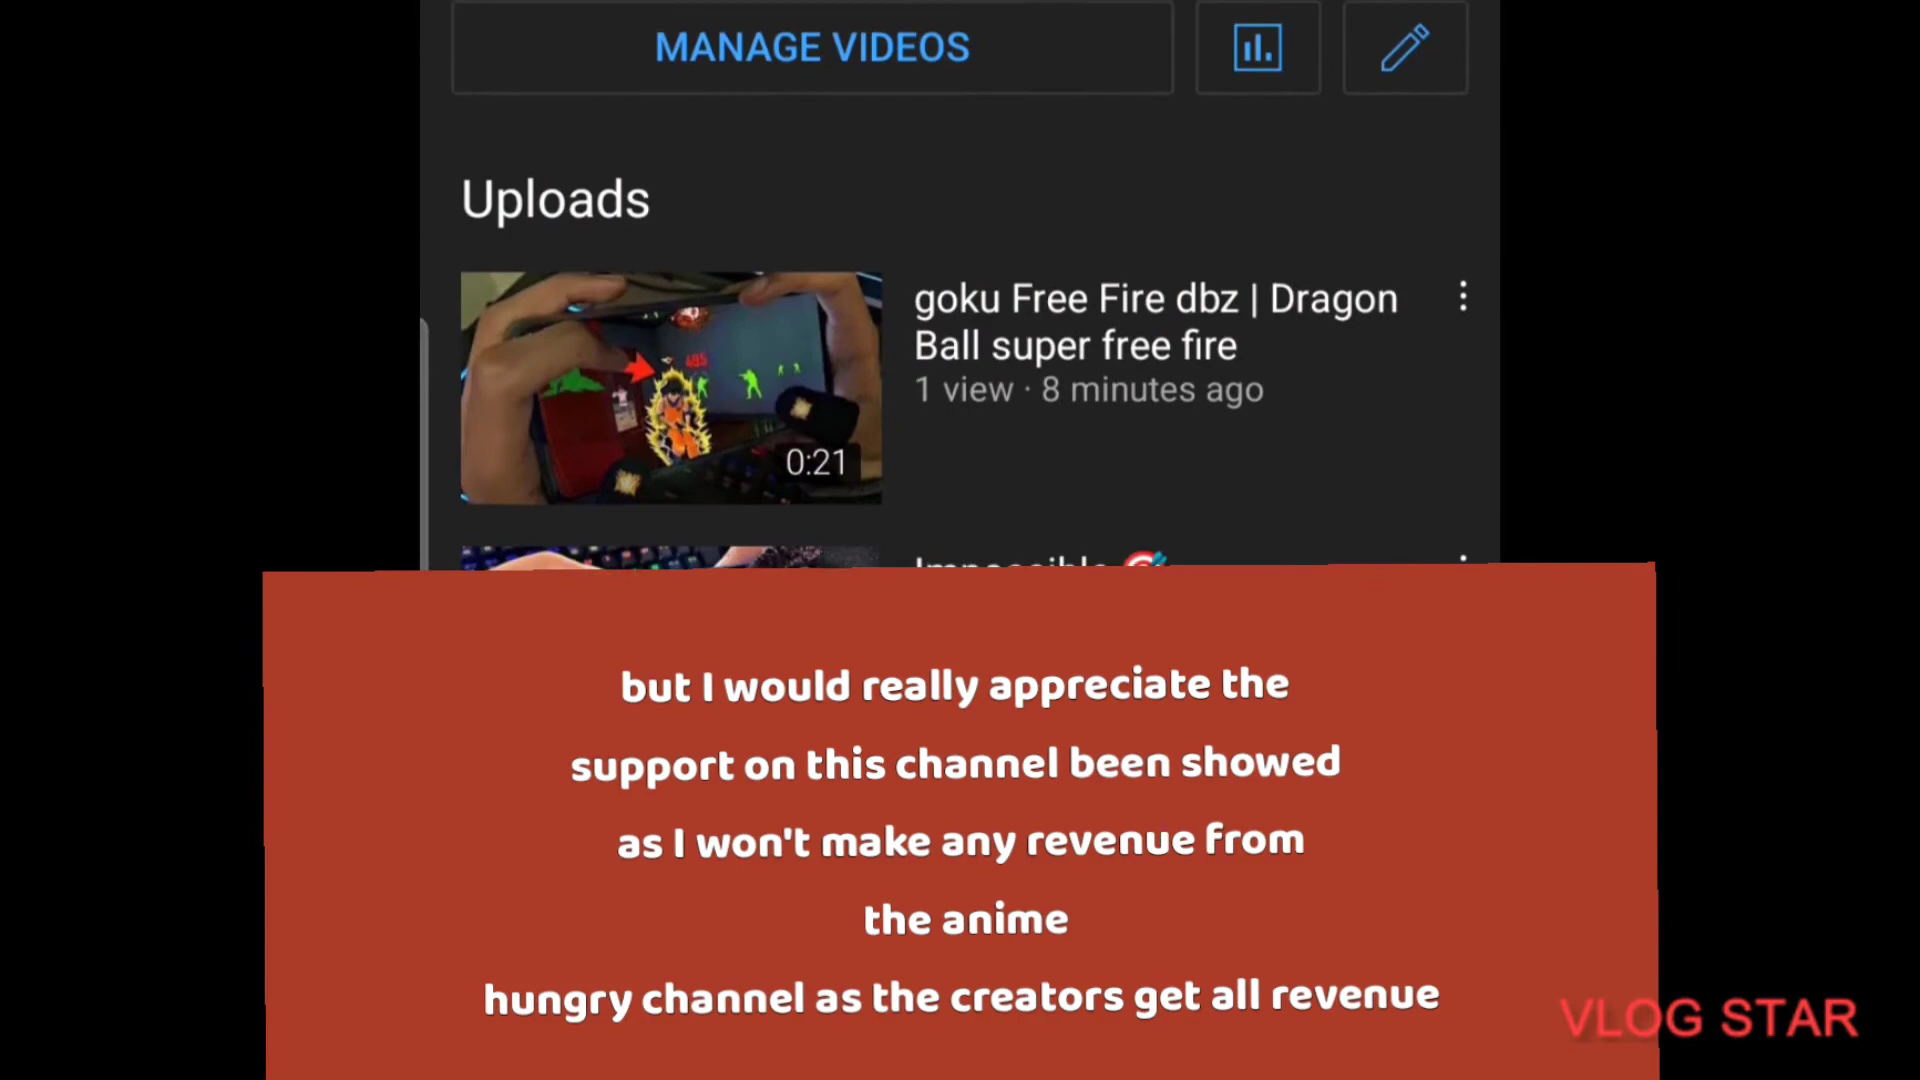 MANAGE VIDEOS
Uploads
goku Free Fire dbz | Dragon
Ball super free fire
1 view · 8 minutes ago
485
0:21
Impossible 🎯
but I would really appreciate the
support on this channel been showed
as I won't make any revenue from
the anime
hungry channel as the creators get all revenue
VLOG STAR